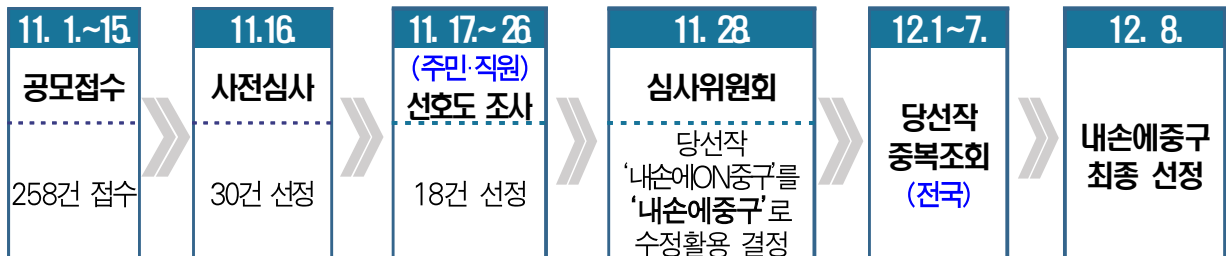 11. 1.~15.
공모접수
258건 접수
11.16.
사전심사
30건 선정
11. 17.~ 26.
(주민·직원)
선호도 조사
18건 선정
11. 28.
심사위원회
당선작
‘내손에ON중구’를
‘내손에중구’로
수정활용 결정
12.1~7.
당선작
중복조회
(전국)
12. 8.
내손에중구
최종 선정